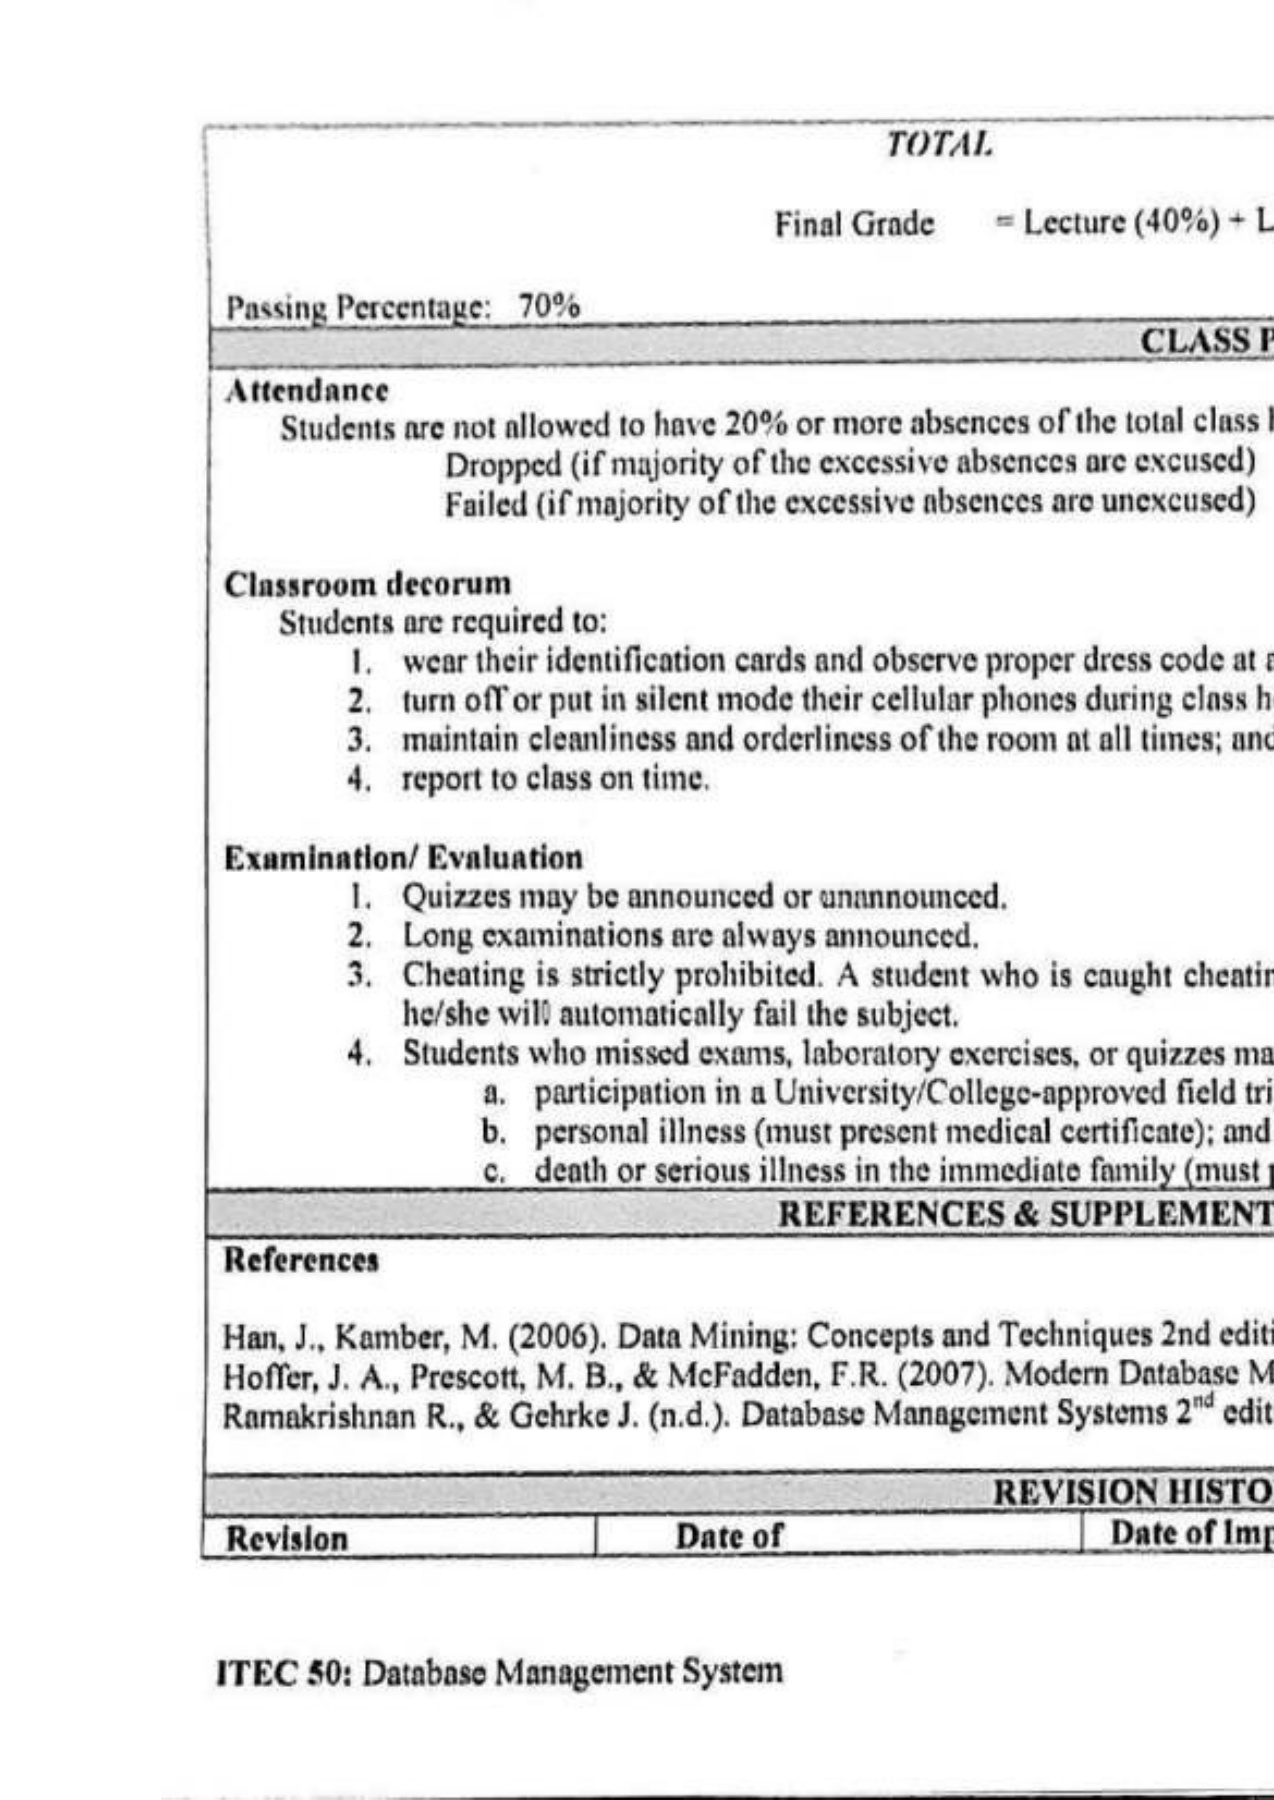 TOTAL
Final Grade = Lecture (40%) + L
Passing Percentage: 70%
CLASS P
Attendance
Students are not allowed to have 20% or more absences of the total class h
Dropped (if majority of the excessive absences are excused)
Failed (if majority of the excessive absences are unexcused)
Classroom decorum
Students are required to:
1. wear their identification cards and observe proper dress code at a
2. turn off or put in silent mode their cellular phones during class h
3. maintain cleanliness and orderliness of the room at all times; and
4. report to class on time.
Examination/ Evaluation
1. Quizzes may be announced or unannounced.
2. Long examinations are always announced.
3. Cheating is strictly prohibited. A student who is caught cheatin
he/she will automatically fail the subject.
4. Students who missed exams, laboratory exercises, or quizzes ma
a. participation in a University/College-approved field tri
b. personal illness (must present medical certificate); and
c. death or serious illness in the immediate family (must p
REFERENCES & SUPPLEMENT
References
Han, J., Kamber, M. (2006). Data Mining: Concepts and Techniques 2nd editi
Hoffer, J. A., Prescott, M. B., & McFadden, F.R. (2007). Modern Database M
Ramakrishnan R., & Gehrke J. (n.d.). Database Management Systems 2nd edit
REVISION HISTO
Revision Date of Date of Imp
ITEC 50: Database Management System